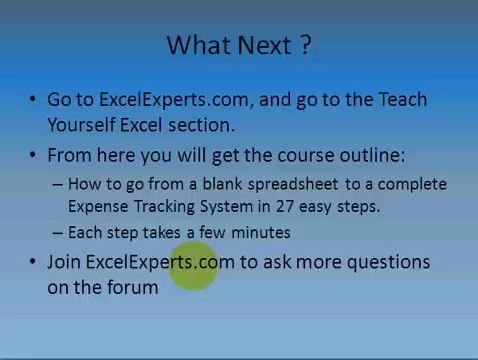 What Next ?
• Go to ExcelExperts.com, and go to the Teach
Yourself Excel section.
• From here you will get the course outline:
– How to go from a blank spreadsheet to a complete
Expense Tracking System in 27 easy steps.
– Each step takes a few minutes
• Join ExcelExperts.com to ask more questions
on the forum